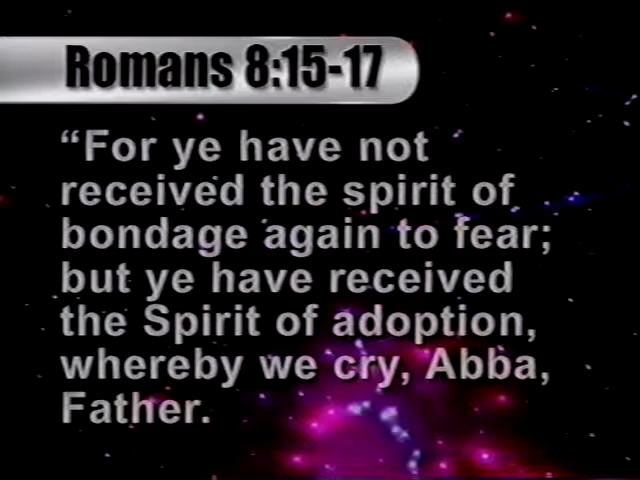 Romans 8:15-17
“For ye have not
received the spirit of
bondage again to fear;
but ye have received
the Spirit of adoption,
whereby we cry, Abba,
Father.